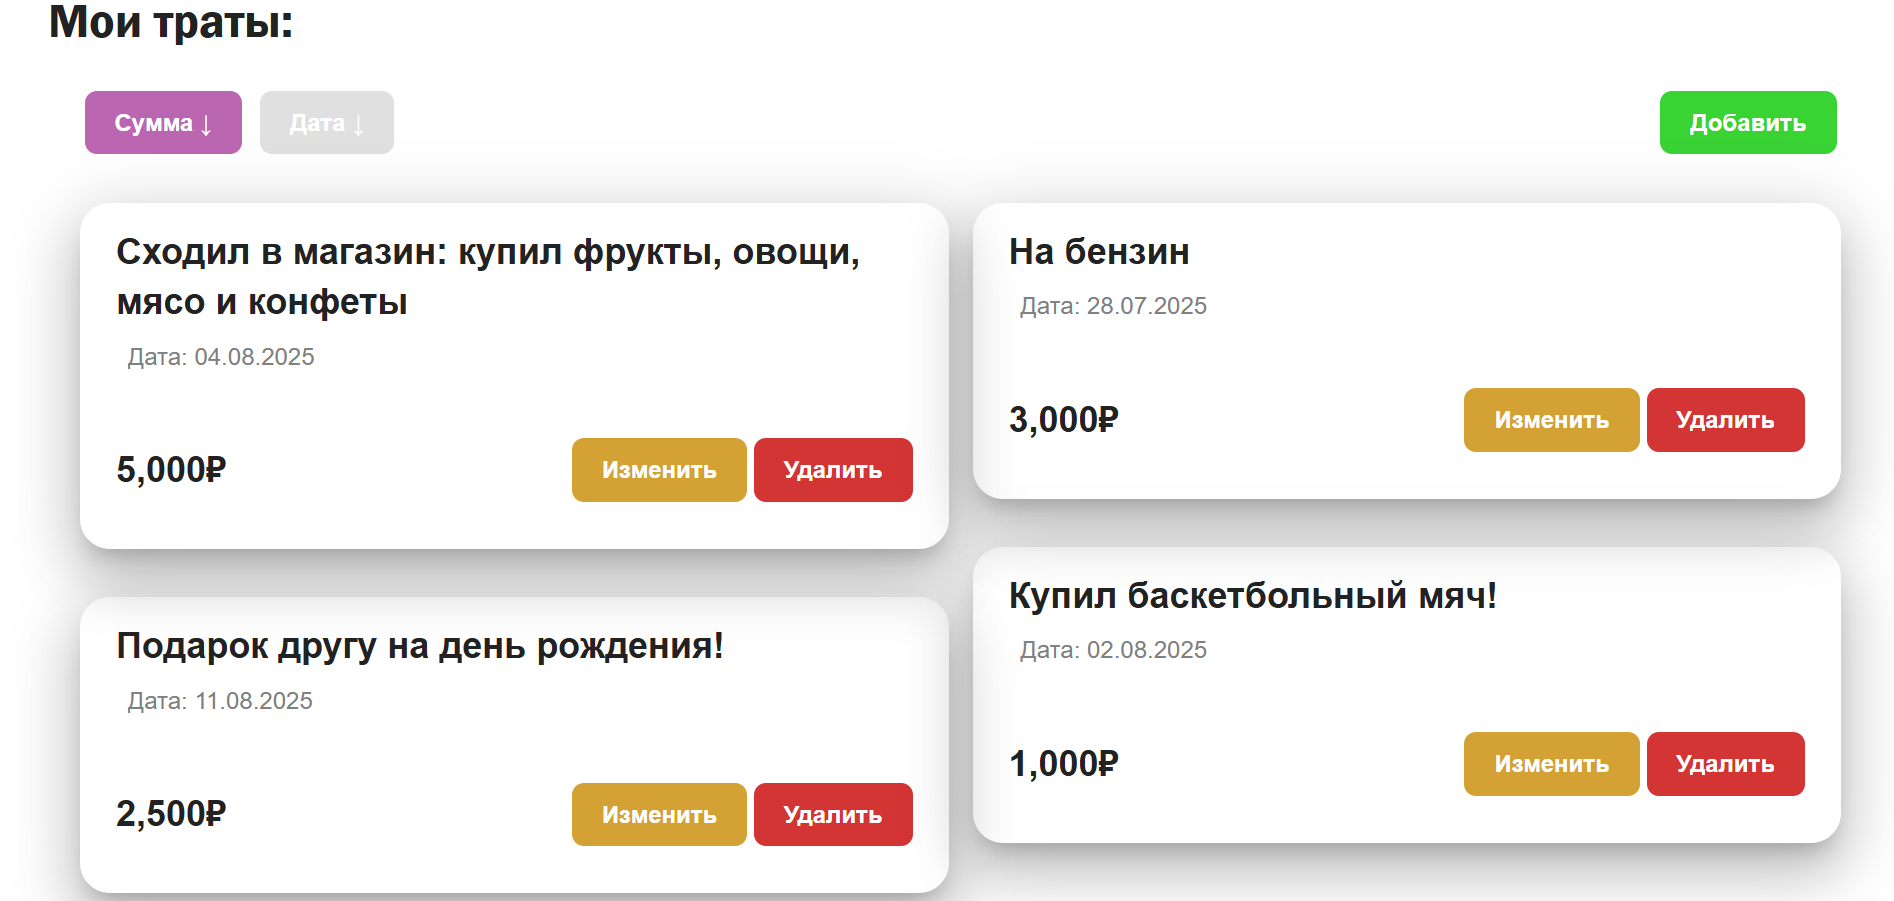 Мои траты:
Сумма ↓
Дата ↓
Добавить
Сходил в магазин: купил фрукты, овощи,
мясо и конфеты
Дата: 04.08.2025
5,000₽
Изменить
Удалить
На бензин
Дата: 28.07.2025
3,000₽
Изменить
Удалить
Подарок другу на день рождения!
Дата: 11.08.2025
2,500₽
Изменить
Удалить
Купил баскетбольный мяч!
Дата: 02.08.2025
1,000₽
Изменить
Удалить